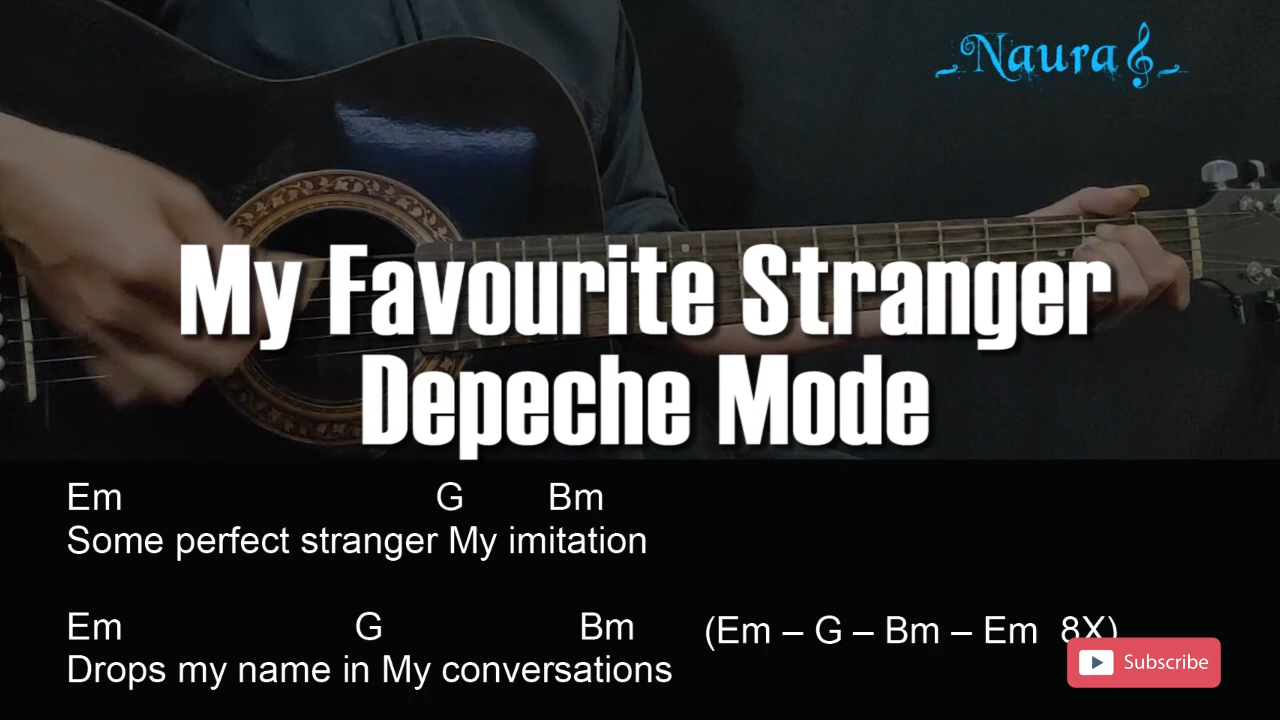 Naura
My Favourite Stranger
Depeche Mode
Em G Bm
Some perfect stranger My imitation
Em G Bm (Em – G – Bm – Em 8X)
Drops my name in My conversations
Subscribe